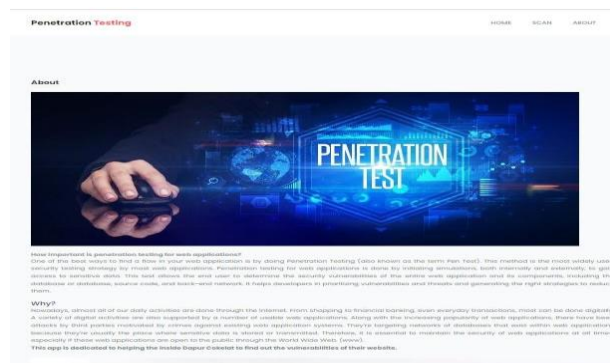 Penetration Testing
HOME SCAN ABOUT
About
PENETRATION
TEST
How important is penetration testing for web applications?
One of the best ways to find a flaw in your web application is by doing Penetration Testing (also known as the term Pen Test). This method is the most widely used
security testing strategy by most web applications. Penetration testing for web applications is done by initiating simulations, both internally and externally, to gain
access to sensitive data. This test allows the end user to determine the security vulnerabilities of the entire web application and its components, including the
database or database, source code, and back-end network. It helps developers in prioritizing vulnerabilities and threats and generating the right strategies to reduce
them.
Why?
Nowadays, almost all of our daily activities are done through the internet. From shopping to financial banking, even everyday transactions, most can be done digitally.
A variety of digital activities are also supported by a number of usable web applications. Along with the increasing popularity of web applications, there have been
attacks by third parties motivated by crimes against existing web application systems. They're targeting networks of databases that exist within web applications
because they're usually the place where sensitive data is stored or transmitted. Therefore, it is essential to maintain the security of web applications at all times,
especially if these web applications are open to the public through the World Wide Web (www).
This app is dedicated to helping the Inside Dapur Cokelat to find out the vulnerabilities of their website.